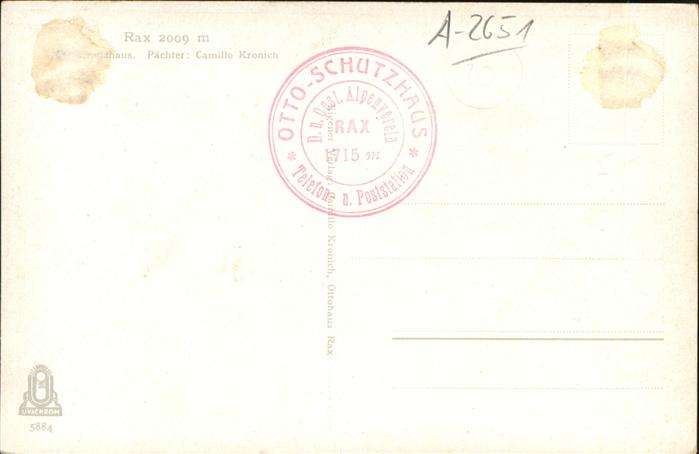 Rax 2009 m
Pächter: Camillo Kronich
A-2651
OTTO-SCHUTZHAUS
D. u. Oest. Alpenverein
RAX
1715 m
* Telefon u. Poststation *
Camillo Kronich, Ottohaus Rax
UVACHROM
5884